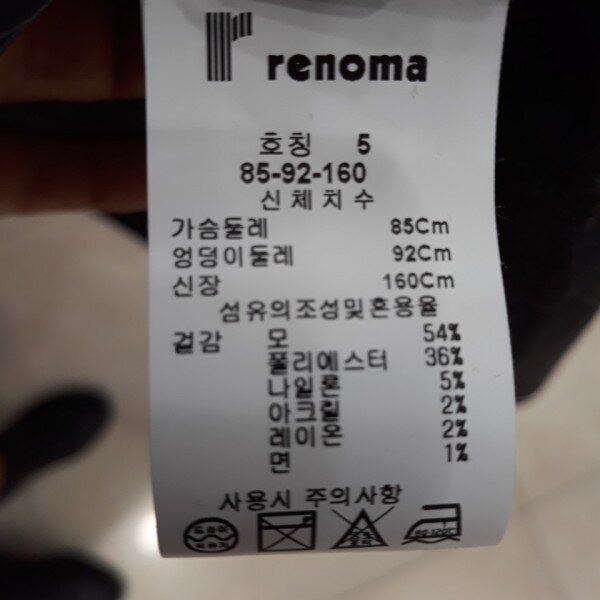 renoma
호칭 5
85-92-160
신체치수
가슴둘레 85Cm
엉덩이둘레 92Cm
신장 160Cm
섬유의조성및혼용율
겉감 모 54%
폴리에스터 36%
나일론 5%
아크릴 2%
레이온 2%
면 1%
사용시 주의사항
드라이